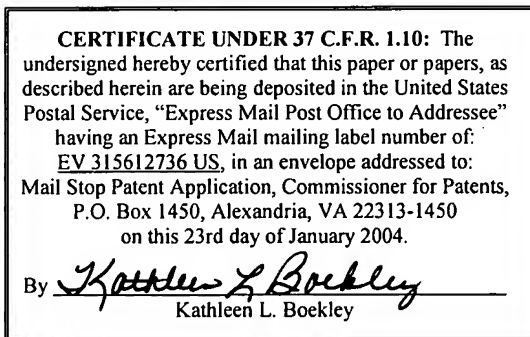 CERTIFICATE UNDER 37 C.F.R. 1.10: The
undersigned hereby certified that this paper or papers, as
described herein are being deposited in the United States
Postal Service, “Express Mail Post Office to Addressee”
having an Express Mail mailing label number of:
EV 315612736 US, in an envelope addressed to:
Mail Stop Patent Application, Commissioner for Patents,
P.O. Box 1450, Alexandria, VA 22313-1450
on this 23rd day of January 2004.
By Kathleen L Boekley
Kathleen L. Boekley